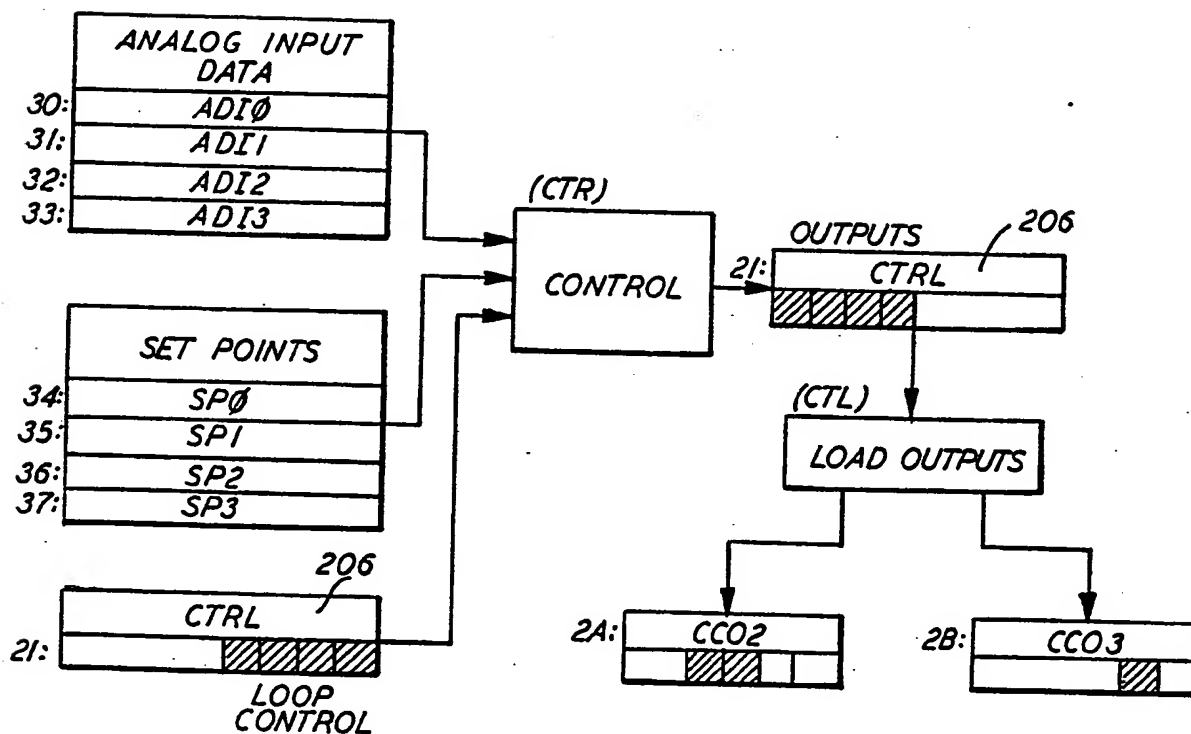 ANALOG INPUT
DATA
30: ADIØ
31: ADI1
32: ADI2
33: ADI3
SET POINTS
34: SPØ
35: SP1
36: SP2
37: SP3
206
CTRL
21:
LOOP
CONTROL
(CTR)
CONTROL
OUTPUTS
206
21: CTRL
(CTL)
LOAD OUTPUTS
2A: CCO2
2B: CCO3